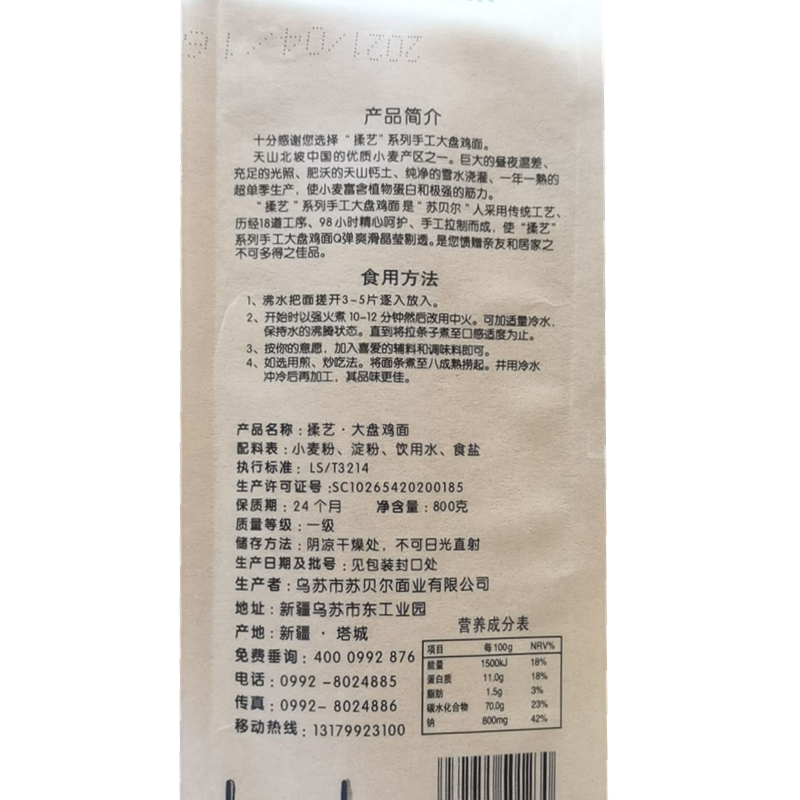 2021/04/16
产品简介
十分感谢您选择“揉艺”系列手工大盘鸡面。
天山北坡中国的优质小麦产区之一。巨大的昼夜温差、
充足的光照、肥沃的天山钙土、纯净的雪水浇灌、一年一熟的
超单季生产，使小麦富含植物蛋白和极强的筋力。
“揉艺”系列手工大盘鸡面是“苏贝尔”人采用传统工艺、
历经18道工序、98小时精心呵护、手工拉制而成，使“揉艺”
系列手工大盘鸡面Q弹爽滑晶莹剔透。是您馈赠亲友和居家之
不可多得之佳品。
食用方法
1、沸水把面搓开3-5片逐入放入。
2、开始时以强火煮10-12分钟然后改用中火。可加适量冷水，
保持水的沸腾状态。直到将拉条子煮至口感适度为止。
3、按你的意愿，加入喜爱的辅料和调味料即可。
4、如选用煎、炒吃法。将面条煮至八成熟捞起。并用冷水
冲冷后再加工，其品味更佳。
产品名称：揉艺·大盘鸡面
配料表：小麦粉、淀粉、饮用水、食盐
执行标准：LS/T3214
生产许可证号：SC10265420200185
保质期：24个月 净含量：800克
质量等级：一级
储存方法：阴凉干燥处，不可日光直射
生产日期及批号：见包装封口处
生产者：乌苏市苏贝尔面业有限公司
地址：新疆乌苏市东工业园
产地：新疆·塔城
免费垂询：400 0992 876
电话：0992-8024885
传真：0992-8024886
移动热线：13179923100
营养成分表
项目 每100g NRV%
能量 1500kJ 18%
蛋白质 11.0g 18%
脂肪 1.5g 3%
碳水化合物 70.0g 23%
钠 800mg 42%